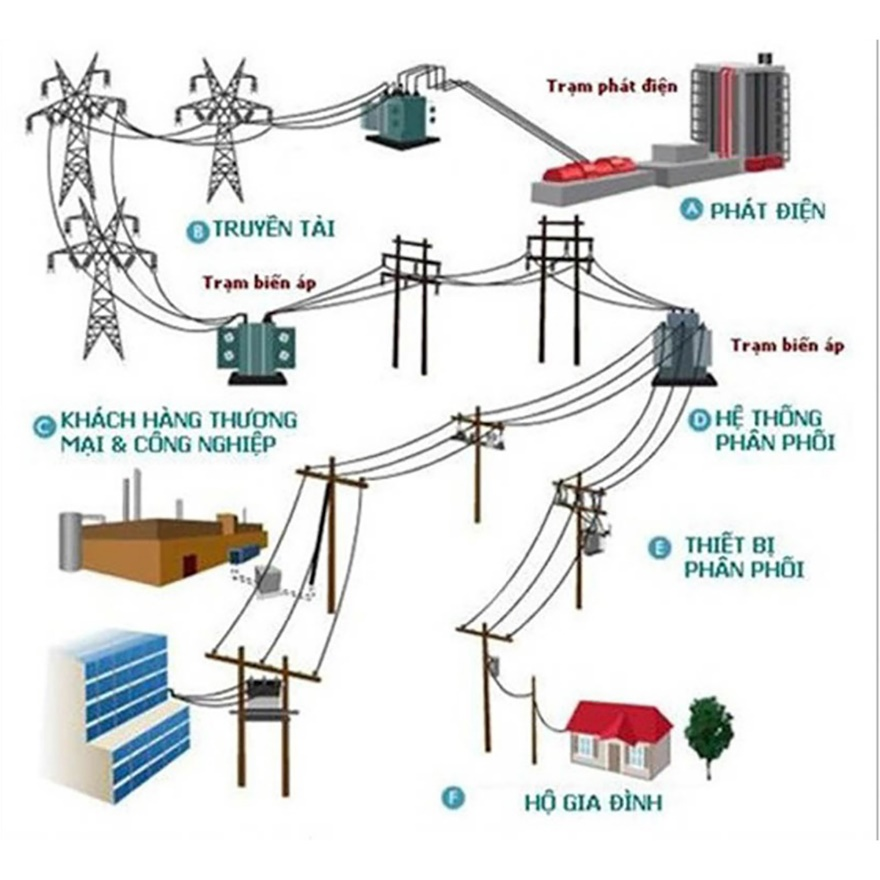 Trạm phát điện
A PHÁT ĐIỆN
B TRUYỀN TẢI
Trạm biến áp
Trạm biến áp
C KHÁCH HÀNG THƯƠNG
MẠI & CÔNG NGHIỆP
D HỆ THỐNG
PHÂN PHỐI
E THIẾT BỊ
PHÂN PHỐI
F HỘ GIA ĐÌNH